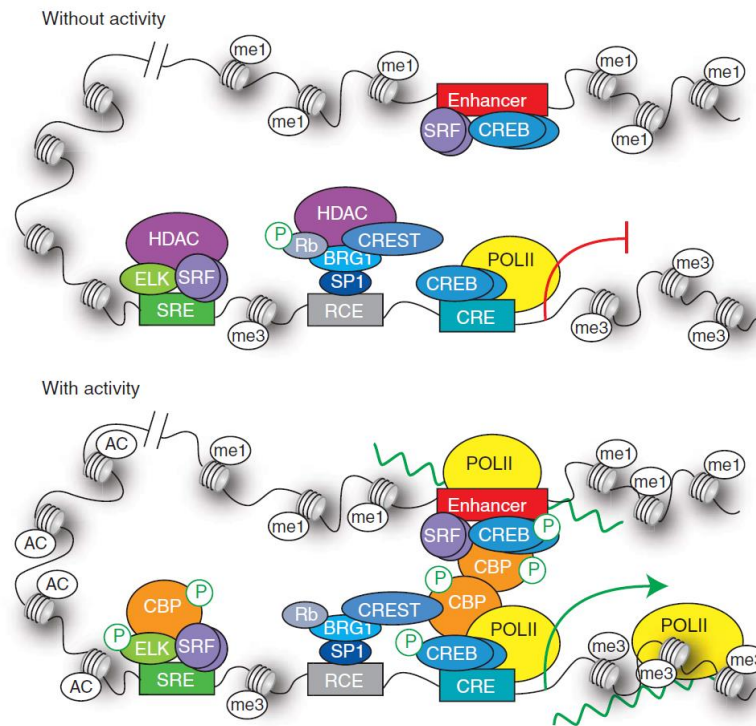 Without activity
me1
me1
me1
me1
me1
me1
Enhancer
SRF
CREB
HDAC
ELK
SRF
SRE
me3
HDAC
P
Rb
CREST
BRG1
SP1
RCE
CREB
POLII
CRE
me3
me3
me3
With activity
AC
AC
AC
AC
me1
me1
me1
POLII
Enhancer
SRF
CREB
P
CBP
P
me1
me1
me1
CBP
P
P
ELK
SRF
SRE
me3
Rb
CREST
BRG1
SP1
RCE
P
CBP
P
CREB
POLII
CRE
me3
POLII
me3
me3